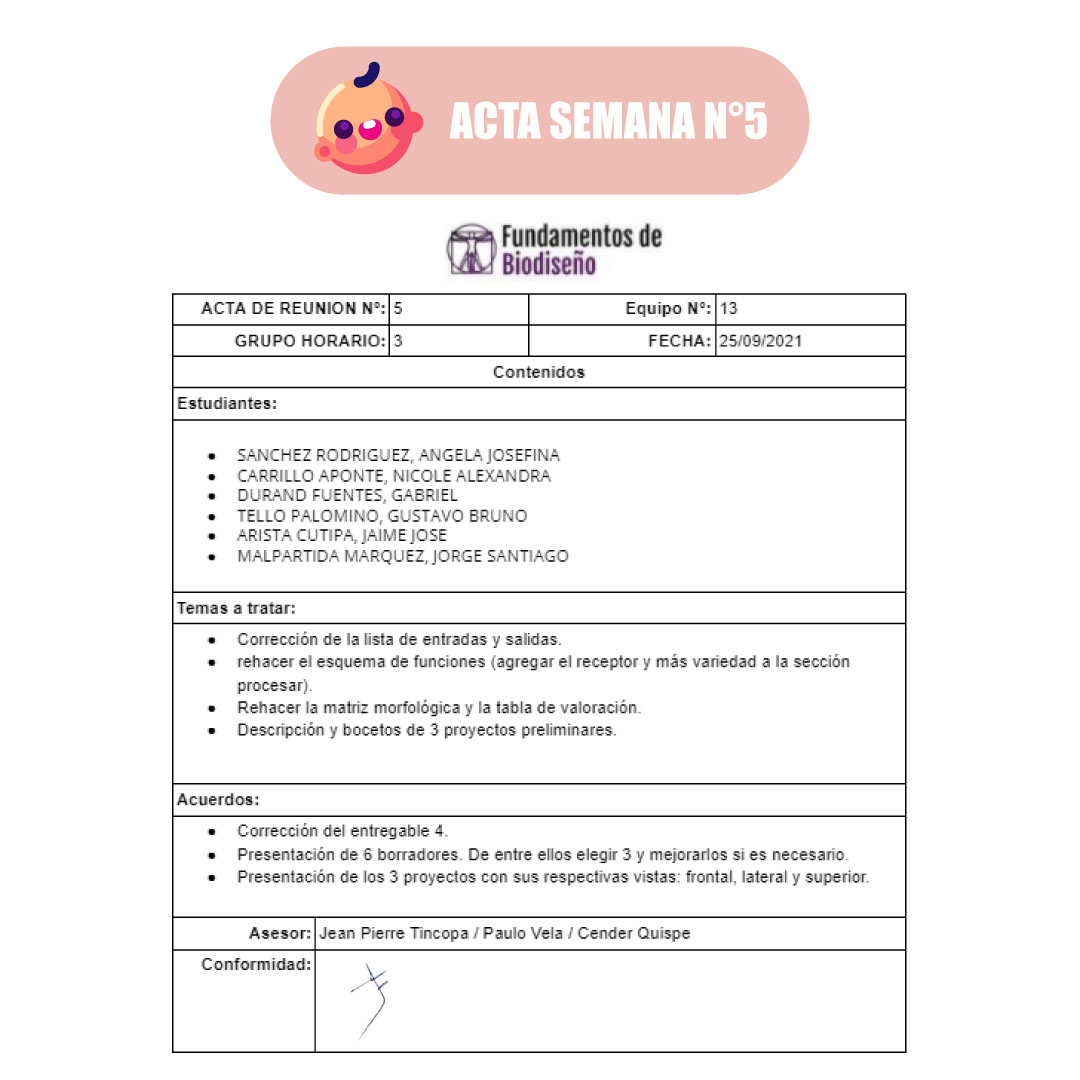 ACTA SEMANA N°5
Fundamentos de
Biodiseño
ACTA DE REUNION Nº: 5 Equipo Nº: 13
GRUPO HORARIO: 3 FECHA: 25/09/2021
Contenidos
Estudiantes:
SANCHEZ RODRIGUEZ, ANGELA JOSEFINA
CARRILLO APONTE, NICOLE ALEXANDRA
DURAND FUENTES, GABRIEL
TELLO PALOMINO, GUSTAVO BRUNO
ARISTA CUTIPA, JAIME JOSE
MALPARTIDA MARQUEZ, JORGE SANTIAGO
Temas a tratar:
Corrección de la lista de entradas y salidas.
rehacer el esquema de funciones (agregar el receptor y más variedad a la sección
procesar).
Rehacer la matriz morfológica y la tabla de valoración.
Descripción y bocetos de 3 proyectos preliminares.
Acuerdos:
Corrección del entregable 4.
Presentación de 6 borradores. De entre ellos elegir 3 y mejorarlos si es necesario.
Presentación de los 3 proyectos con sus respectivas vistas: frontal, lateral y superior.
Asesor: Jean Pierre Tincopa / Paulo Vela / Cender Quispe
Conformidad: